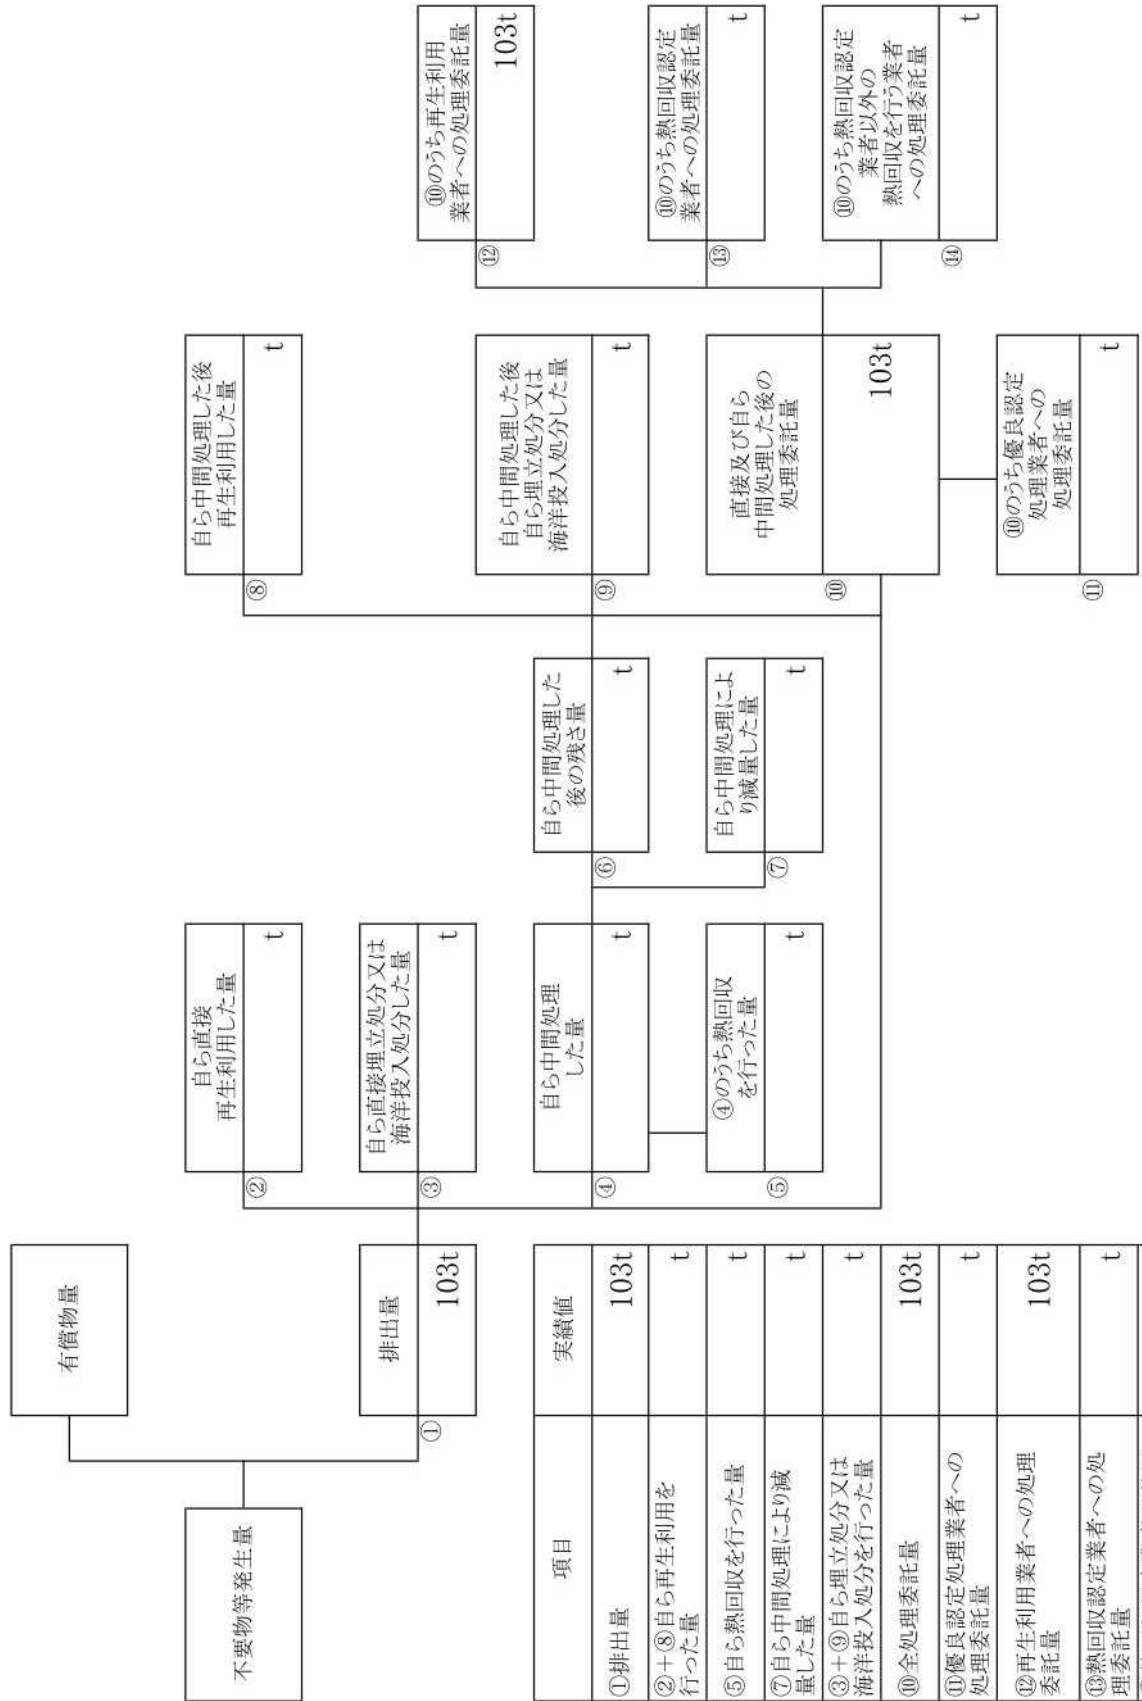 不要物等発生量
有償物量
①
排出量
103t
②
自ら直接
再生利用した量
t
③
自ら直接埋立処分又は
海洋投入処分した量
t
④
自ら中間処理
した量
t
⑤
④のうち熱回収
を行った量
t
⑥
自ら中間処理した
後の残さ量
t
⑦
自ら中間処理によ
り減量した量
t
⑧
自ら中間処理した後
再生利用した量
t
⑨
自ら中間処理した後
自ら埋立処分又は
海洋投入処分した量
t
⑩
直接及び自ら
中間処理した後の
処理委託量
103t
⑪
⑩のうち優良認定
処理業者への
処理委託量
t
⑫
⑩のうち再生利用
業者への処理委託量
103t
⑬
⑩のうち熱回収認定
業者への処理委託量
t
⑭
⑩のうち熱回収認定
業者以外の
熱回収を行う業者
への処理委託量
t
項目
実績値
①排出量
103t
②+⑧自ら再生利用を
行った量
t
⑤自ら熱回収を行った量
t
⑦自ら中間処理により減
量した量
t
③+⑨自ら埋立処分又は
海洋投入処分を行った量
t
⑩全処理委託量
103t
⑪優良認定処理業者への
処理委託量
t
⑫再生利用業者への処理
委託量
103t
⑬熱回収認定業者への処
理委託量
t